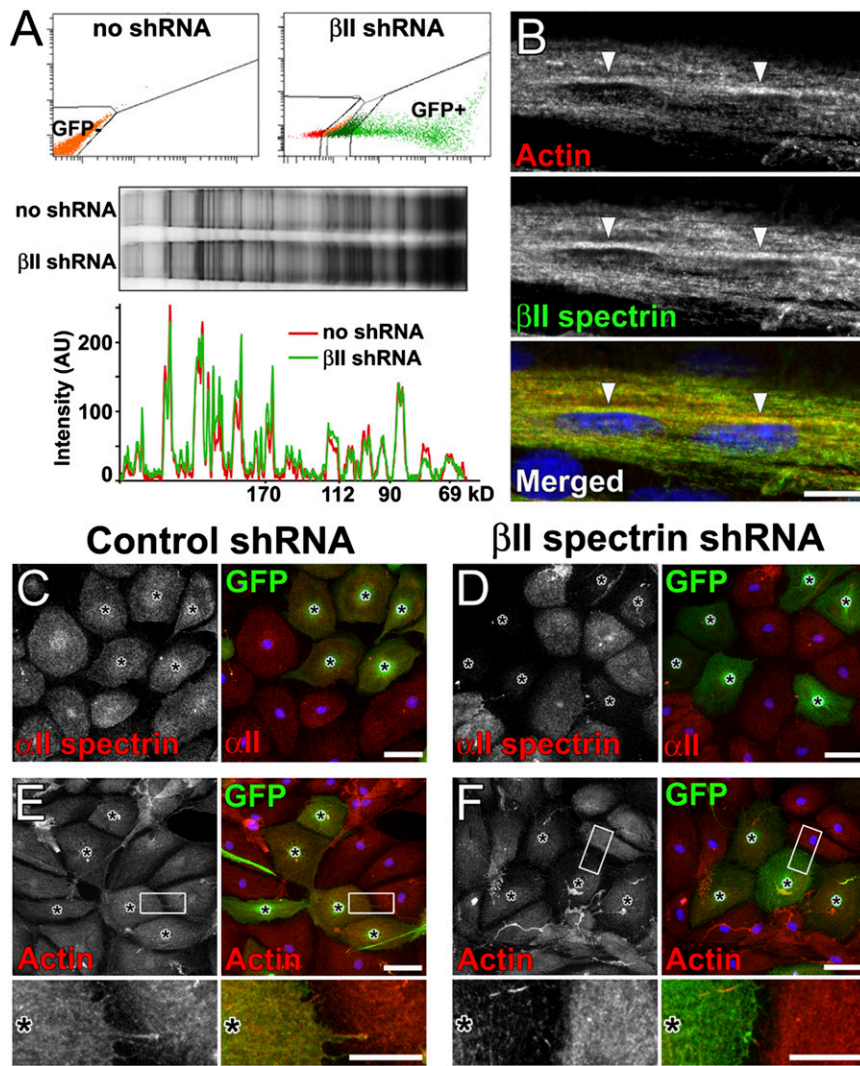 A
no shRNA
βII shRNA
GFP-
GFP+
no shRNA
βII shRNA
200
100
0
Intensity (AU)
no shRNA
βII shRNA
170 112 90 69 kD
B
Actin
βII spectrin
Merged
Control shRNA
βII spectrin shRNA
C
* * * * * *
αII spectrin
GFP
* * * * * *
αII
D
* * * * * * *
αII spectrin
GFP
* * * * * *
αII
E
* * * * *
Actin
GFP
* * * * *
Actin
*
*
F
* * * * *
Actin
GFP
* * * * *
Actin
*
*